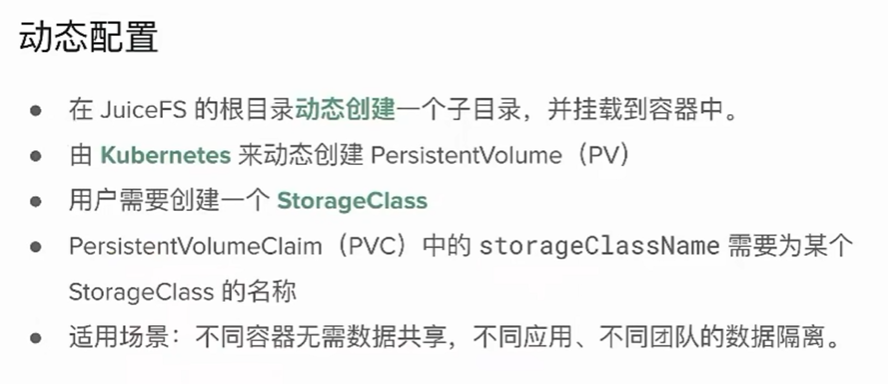 动态配置
● 在 JuiceFS 的根目录动态创建一个子目录，并挂载到容器中。
● 由 Kubernetes 来动态创建 PersistentVolume（PV）
● 用户需要创建一个 StorageClass
● PersistentVolumeClaim（PVC）中的 storageClassName 需要为某个
StorageClass 的名称
● 适用场景：不同容器无需数据共享，不同应用、不同团队的数据隔离。